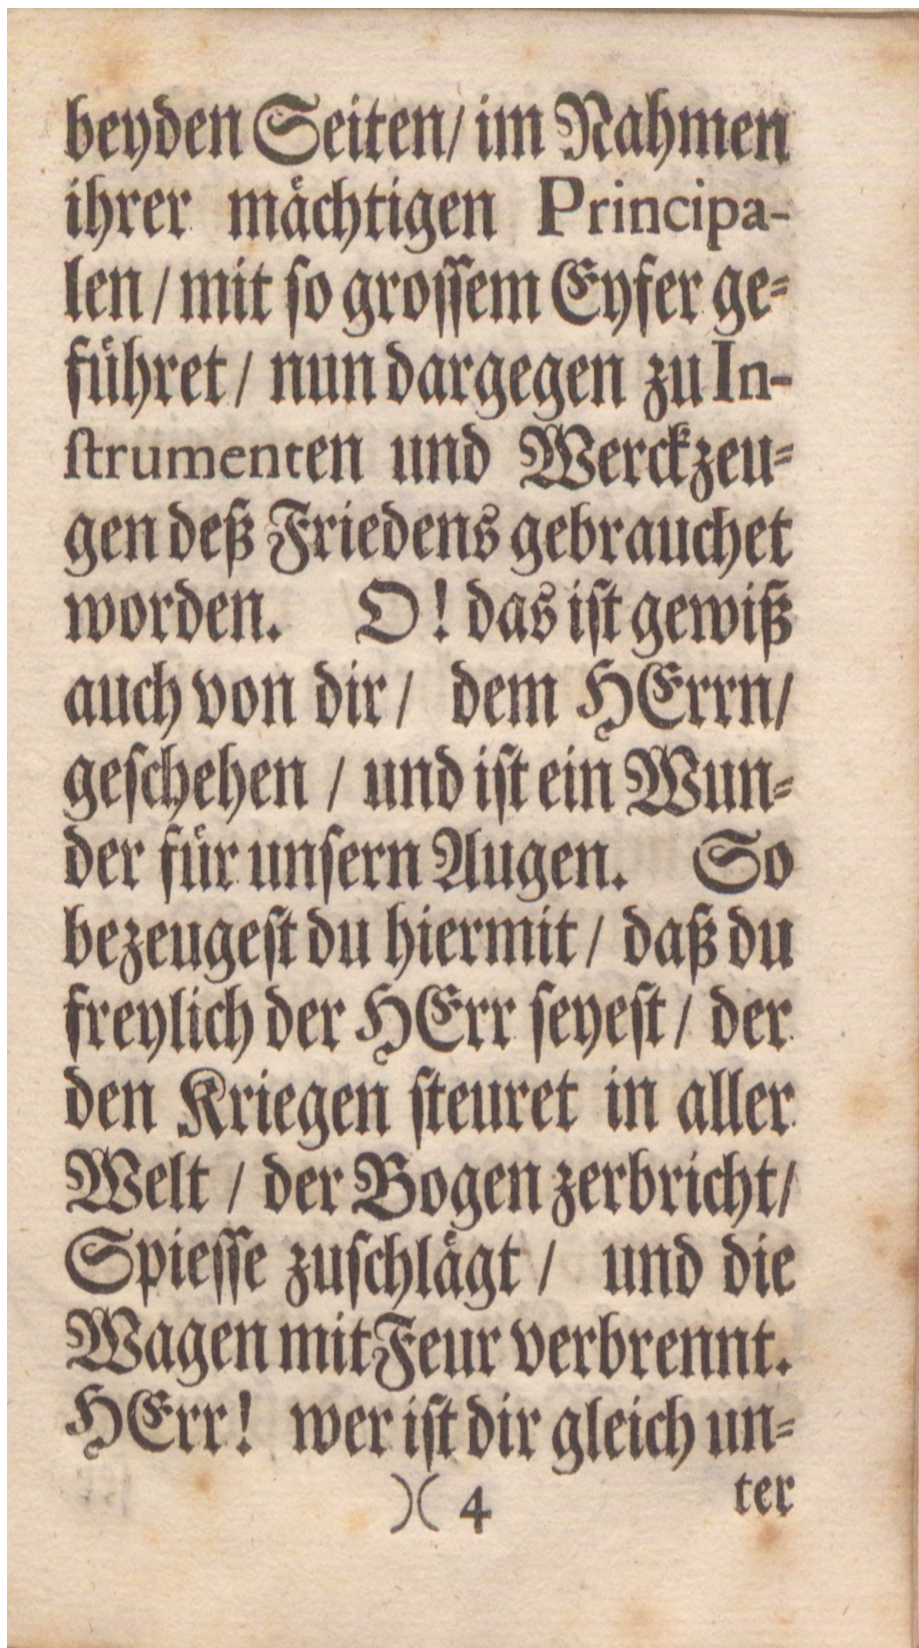 beyden Seiten/ im Nahmen
ihrer mächtigen Principa-
len / mit so grossem Eyfer ge-
führet / nun dargegen zu In-
strumenten und Werckzeu-
gen deß Friedens gebrauchet
worden. O! das ist gewiß
auch von dir / dem HErrn/
geschehen / und ist ein Wun-
der für unsern Augen. So
bezeugest du hiermit / daß du
freylich der HErr seyest / der
den Kriegen steuret in aller
Welt / der Bogen zerbricht/
Spiesse zuschlägt / und die
Wagen mit Feur verbrennt.
HErr! wer ist dir gleich un-
)( 4 ter